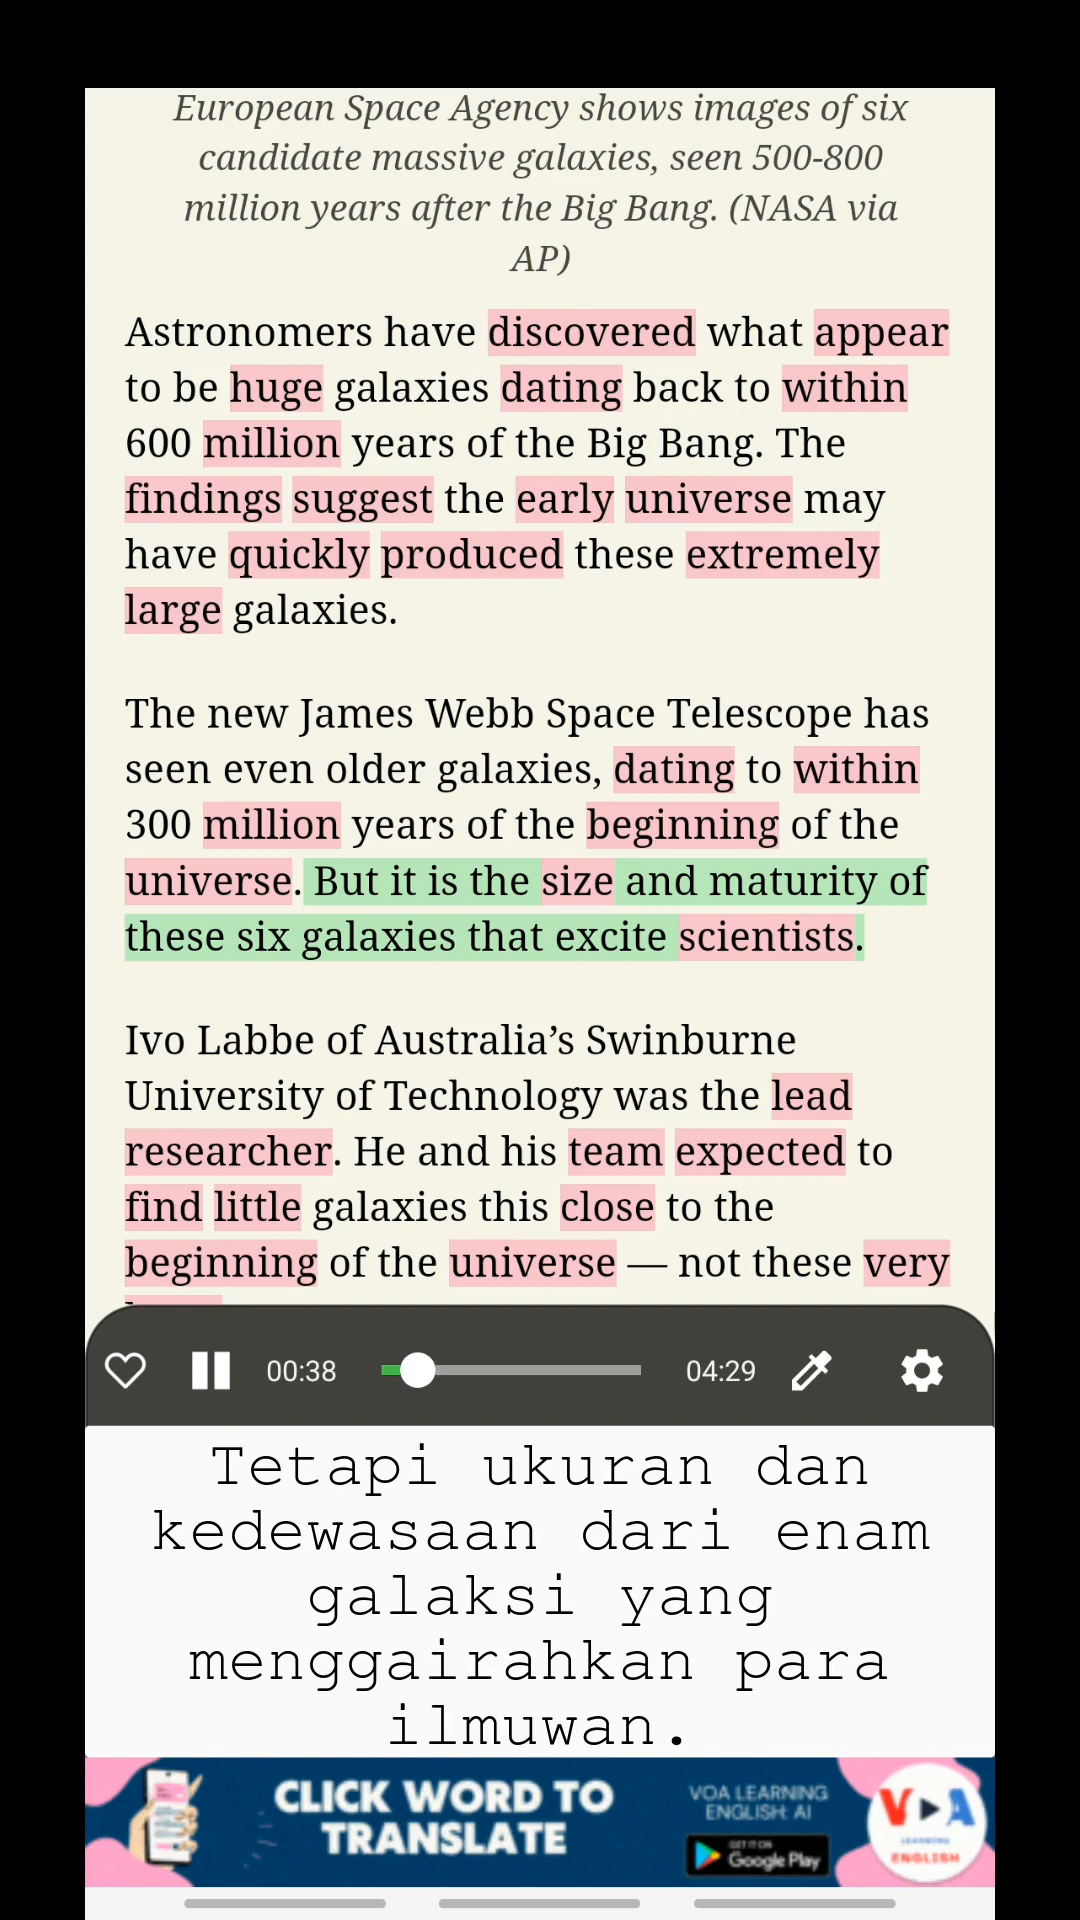 European Space Agency shows images of six
candidate massive galaxies, seen 500-800
million years after the Big Bang. (NASA via
AP)
Astronomers have discovered what appear
to be huge galaxies dating back to within
600 million years of the Big Bang. The
findings suggest the early universe may
have quickly produced these extremely
large galaxies.
The new James Webb Space Telescope has
seen even older galaxies, dating to within
300 million years of the beginning of the
universe. But it is the size and maturity of
these six galaxies that excite scientists.
Ivo Labbe of Australia’s Swinburne
University of Technology was the lead
researcher. He and his team expected to
find little galaxies this close to the
beginning of the universe — not these very
00:38
04:29
Tetapi ukuran dan
kedewasaan dari enam
galaksi yang
menggairahkan para
ilmuwan.
CLICK WORD TO
TRANSLATE
VOA LEARNING
ENGLISH: AI
GET IT ON
Google Play
VOA
LEARNING
ENGLISH